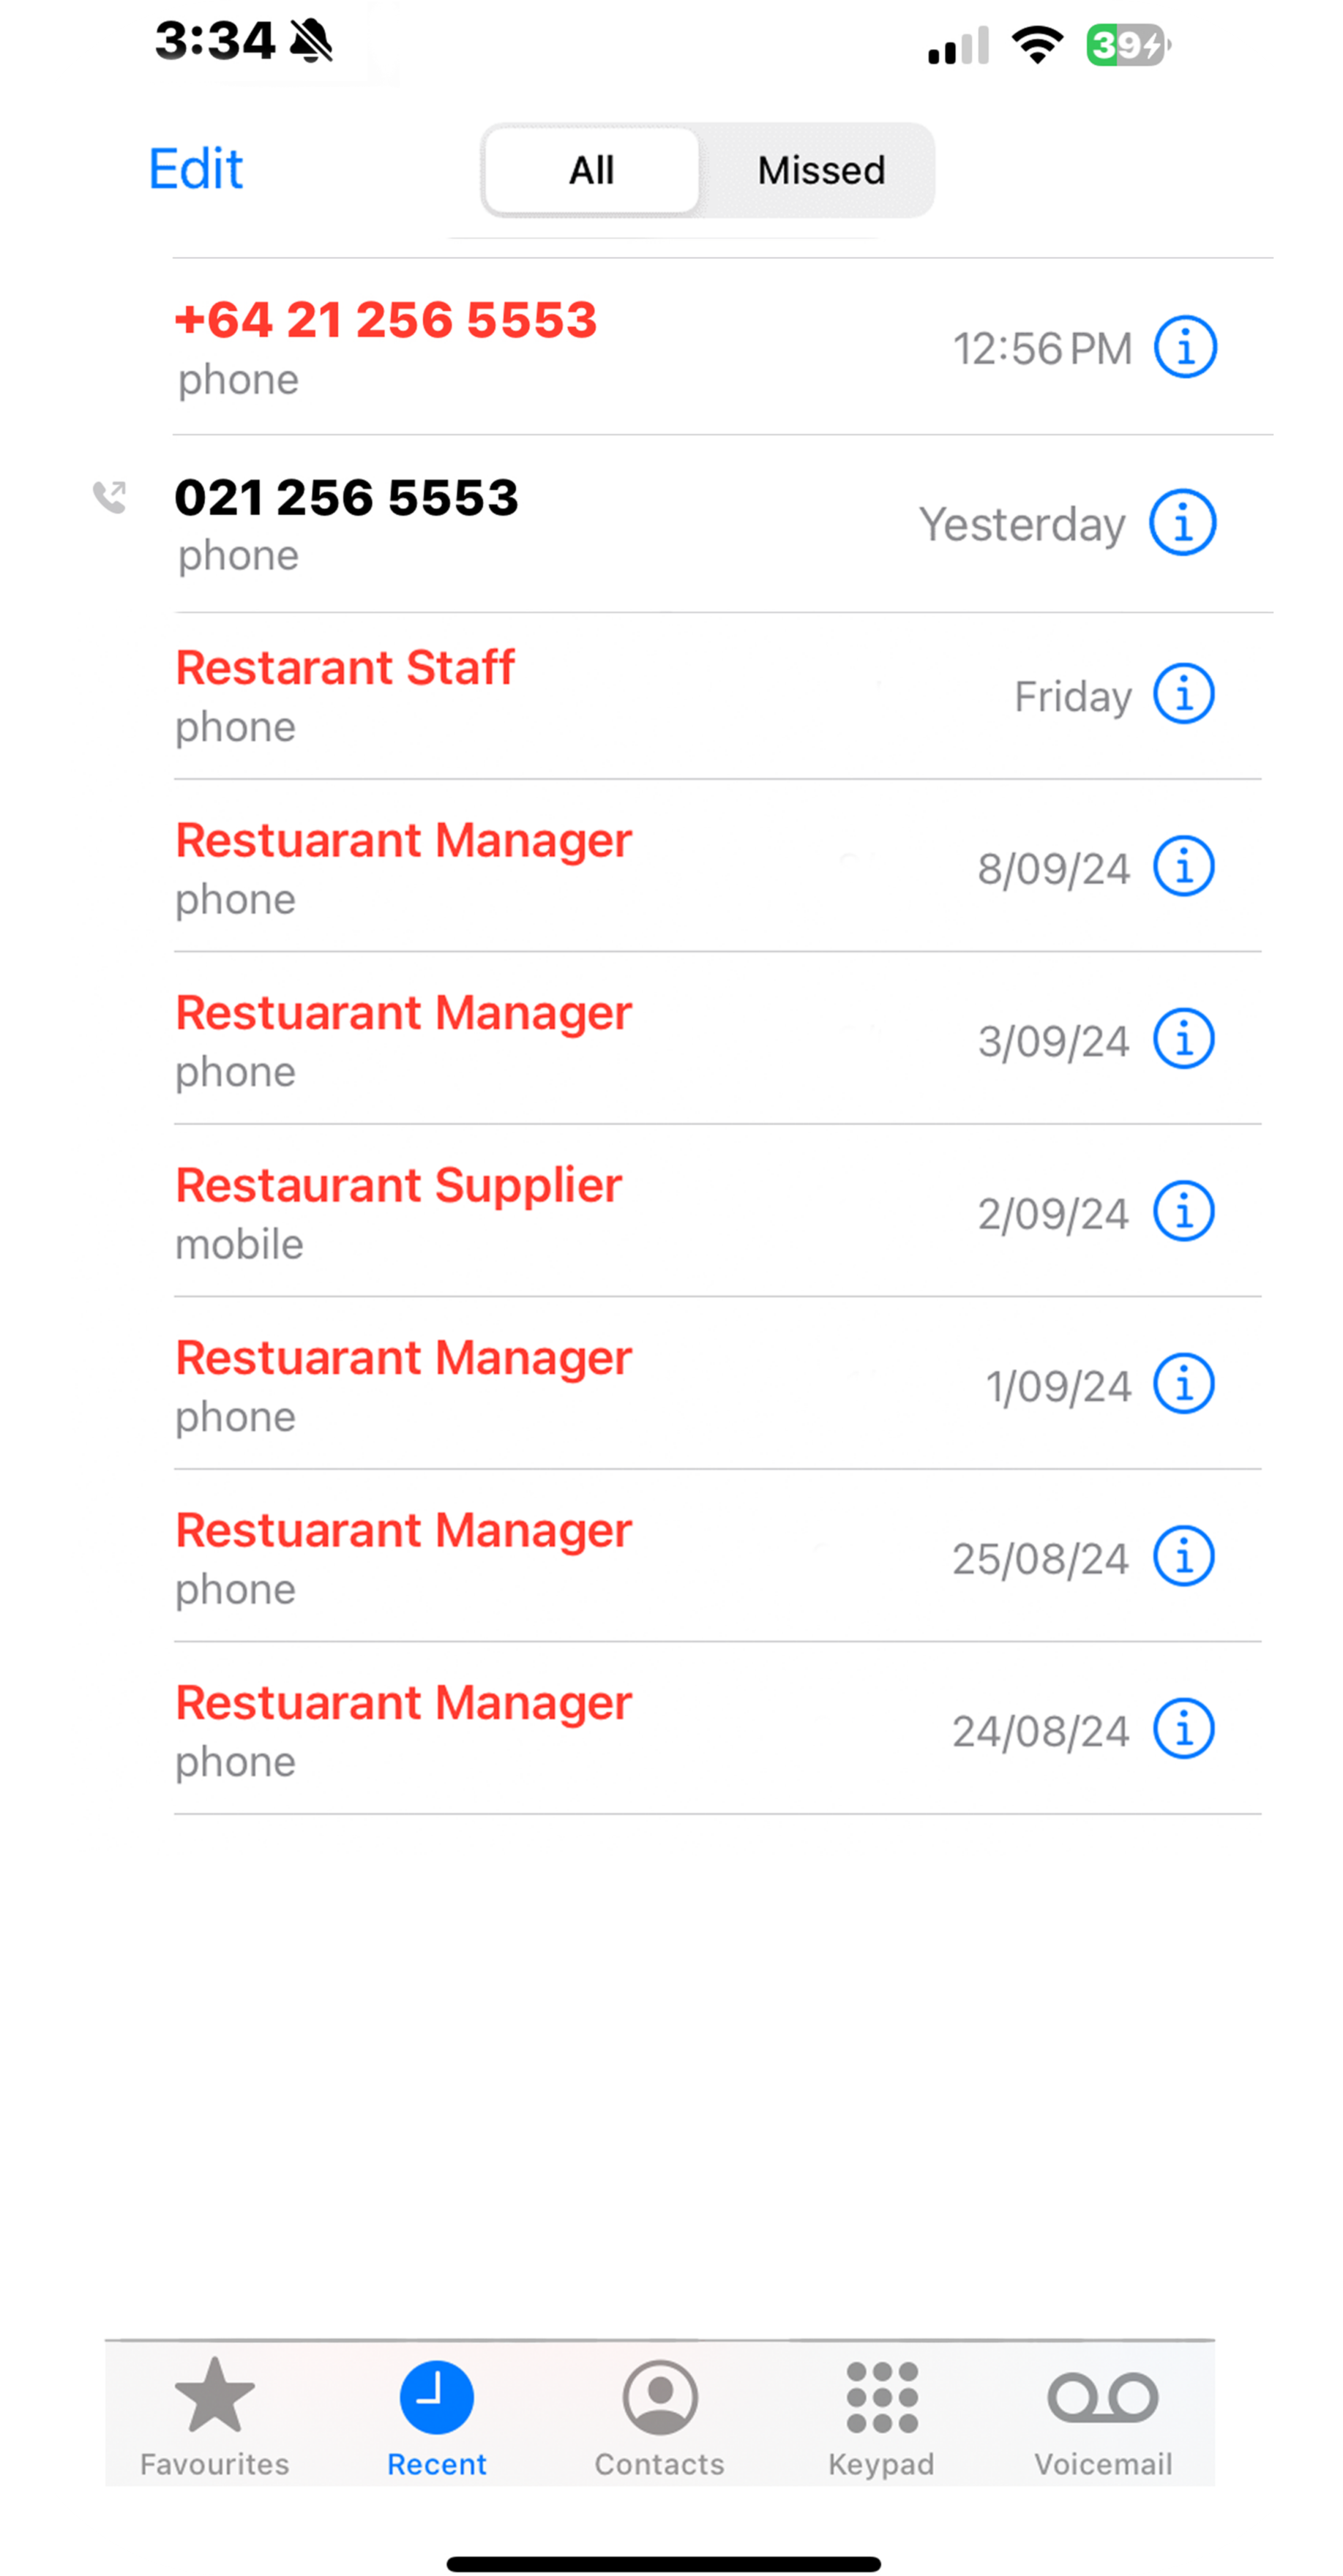 3:34
39
Edit
All
Missed
+64 21 256 5553
phone
12:56 PM
021 256 5553
phone
Yesterday
Restarant Staff
phone
Friday
Restuarant Manager
phone
8/09/24
Restuarant Manager
phone
3/09/24
Restaurant Supplier
mobile
2/09/24
Restuarant Manager
phone
1/09/24
Restuarant Manager
phone
25/08/24
Restuarant Manager
phone
24/08/24
Favourites
Recent
Contacts
Keypad
Voicemail